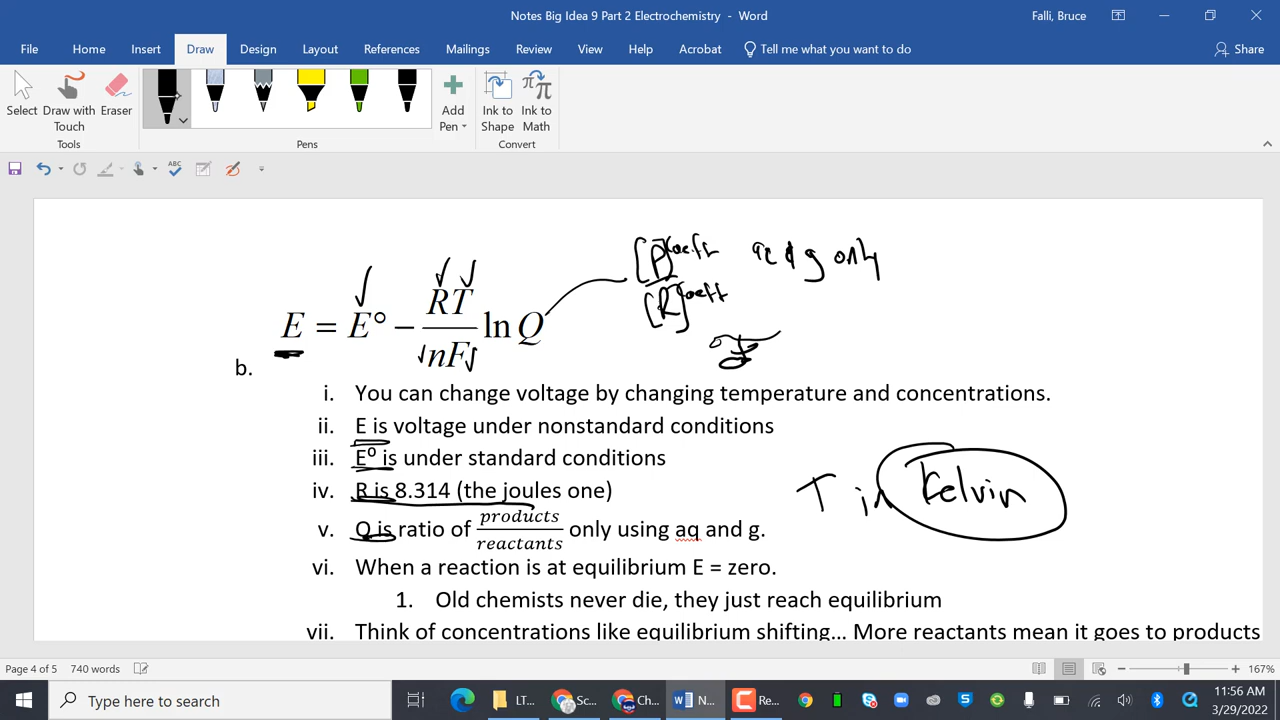 Notes Big Idea 9 Part 2 Electrochemistry - Word
Falli, Bruce
File Home Insert Draw Design Layout References Mailings Review View Help Acrobat Tell me what you want to do Share
Select Draw with Touch Eraser Add Pen Ink to Shape Ink to Math
Tools Pens Convert
ABC
[P]coeff aq g only
[R]coeff
E = E° − RT/nF ln Q
b.
i. You can change voltage by changing temperature and concentrations.
ii. E is voltage under nonstandard conditions
iii. E⁰ is under standard conditions
iv. R is 8.314 (the joules one)
T in Kelvin
v. Q is ratio of products/reactants only using aq and g.
vi. When a reaction is at equilibrium E = zero.
1. Old chemists never die, they just reach equilibrium
vii. Think of concentrations like equilibrium shifting… More reactants mean it goes to products
Page 4 of 5 740 words 167%
Type here to search LT... Sc... Ch... N... Re... 11:56 AM
3/29/2022